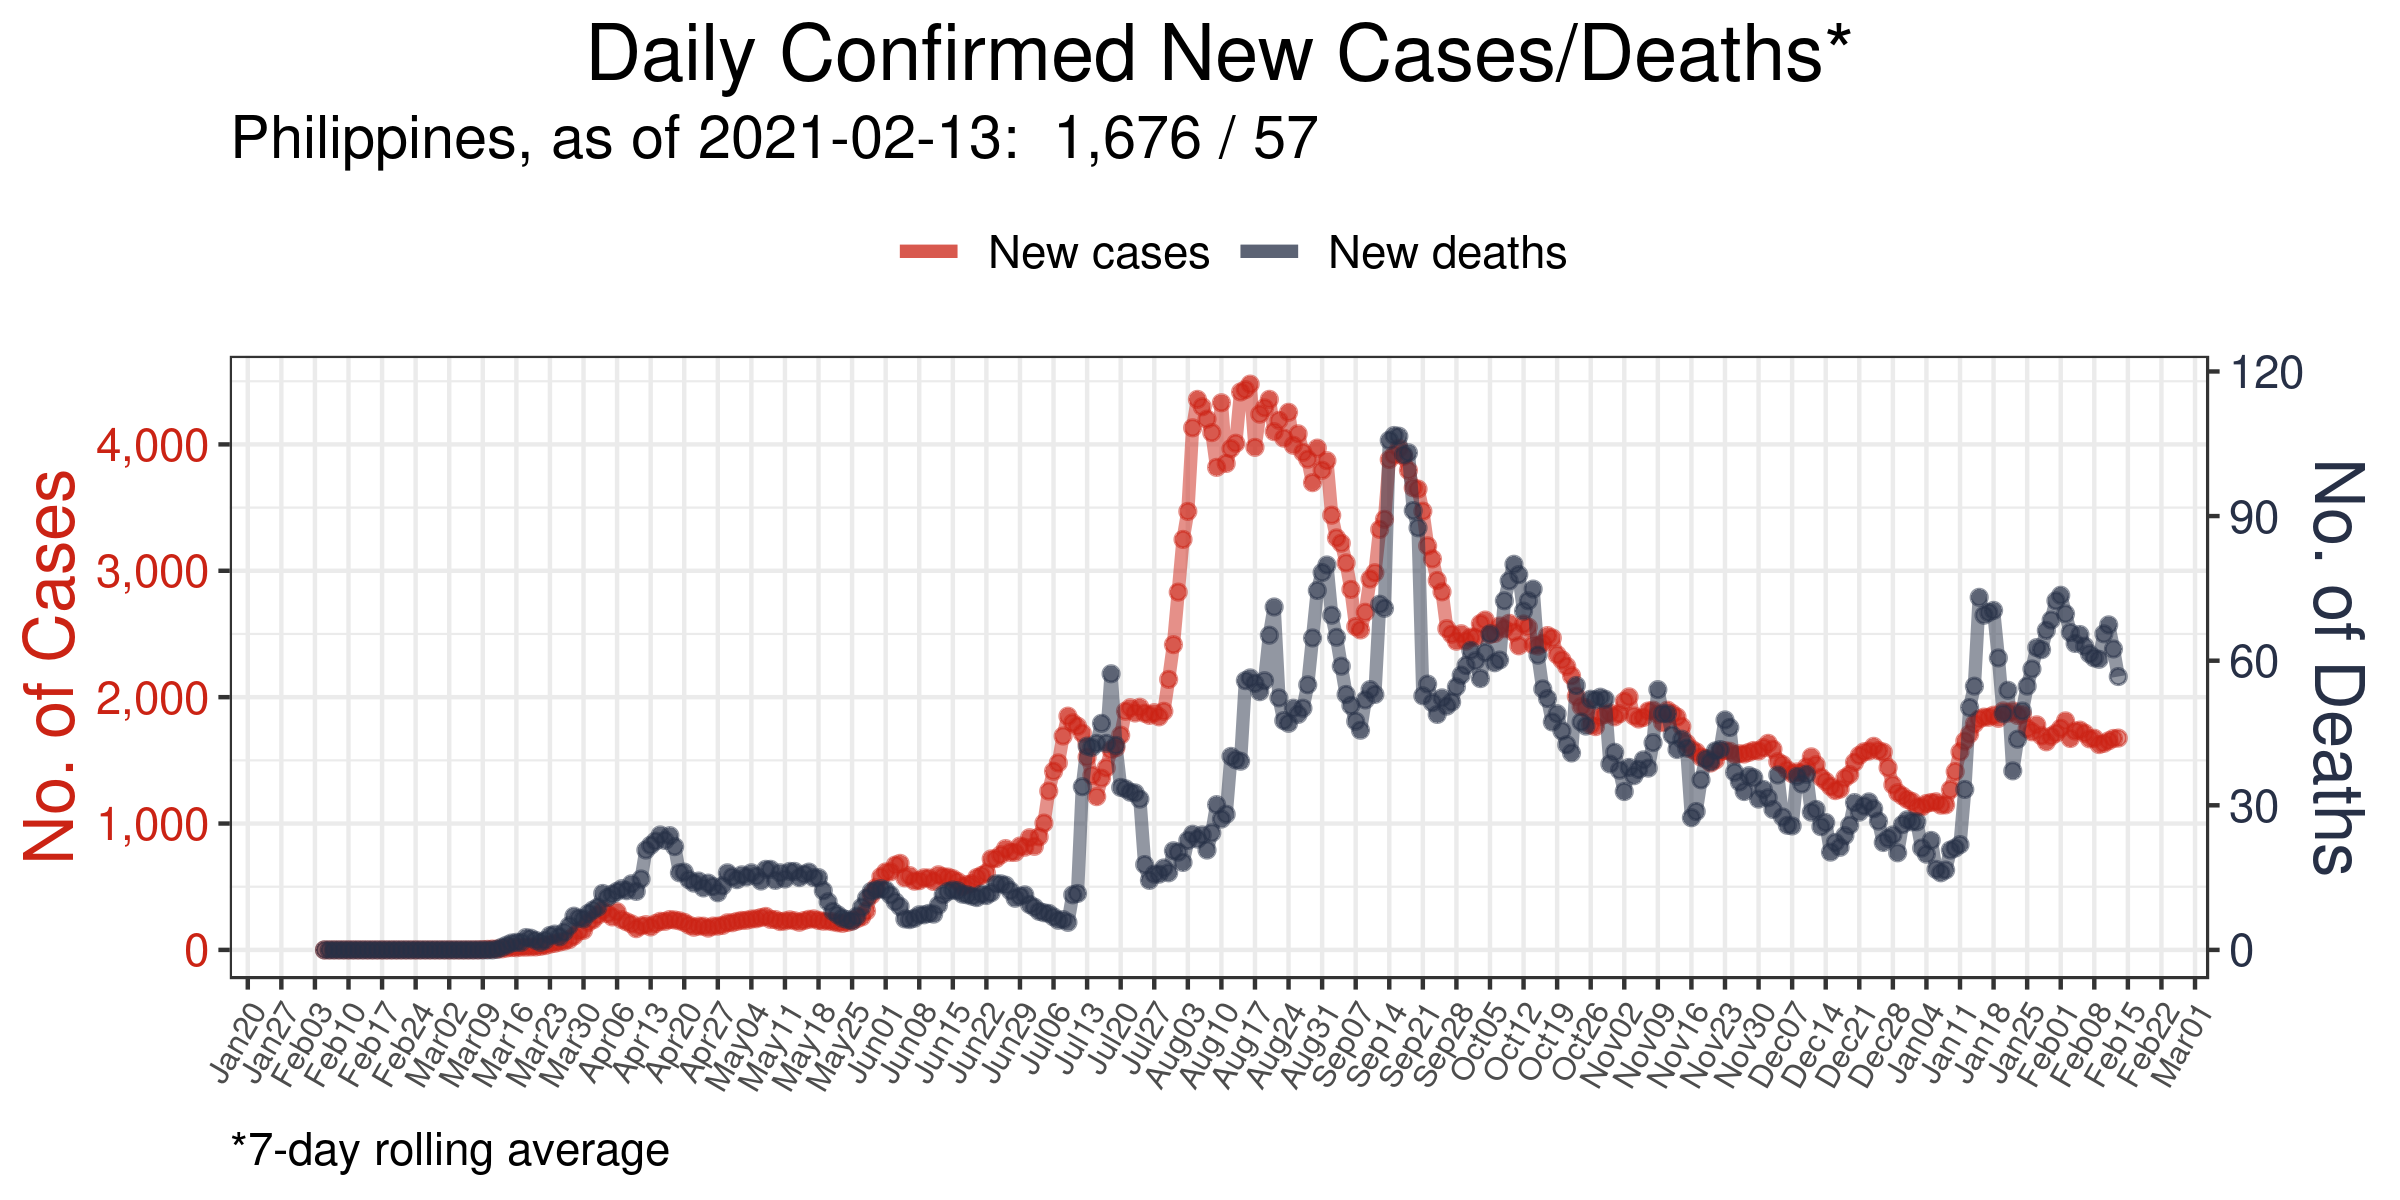 Daily Confirmed New Cases/Deaths*
Philippines, as of 2021-02-13:  1,676 / 57
New cases
New deaths
No. of Cases
4,000
3,000
2,000
1,000
0
120
90
60
30
0
No. of Deaths
Jan20
Jan27
Feb03
Feb10
Feb17
Feb24
Mar02
Mar09
Mar16
Mar23
Mar30
Apr06
Apr13
Apr20
Apr27
May04
May11
May18
May25
Jun01
Jun08
Jun15
Jun22
Jun29
Jul06
Jul13
Jul20
Jul27
Aug03
Aug10
Aug17
Aug24
Aug31
Sep07
Sep14
Sep21
Sep28
Oct05
Oct12
Oct19
Oct26
Nov02
Nov09
Nov16
Nov23
Nov30
Dec07
Dec14
Dec21
Dec28
Jan04
Jan11
Jan18
Jan25
Feb01
Feb08
Feb15
Feb22
Mar01
*7-day rolling average